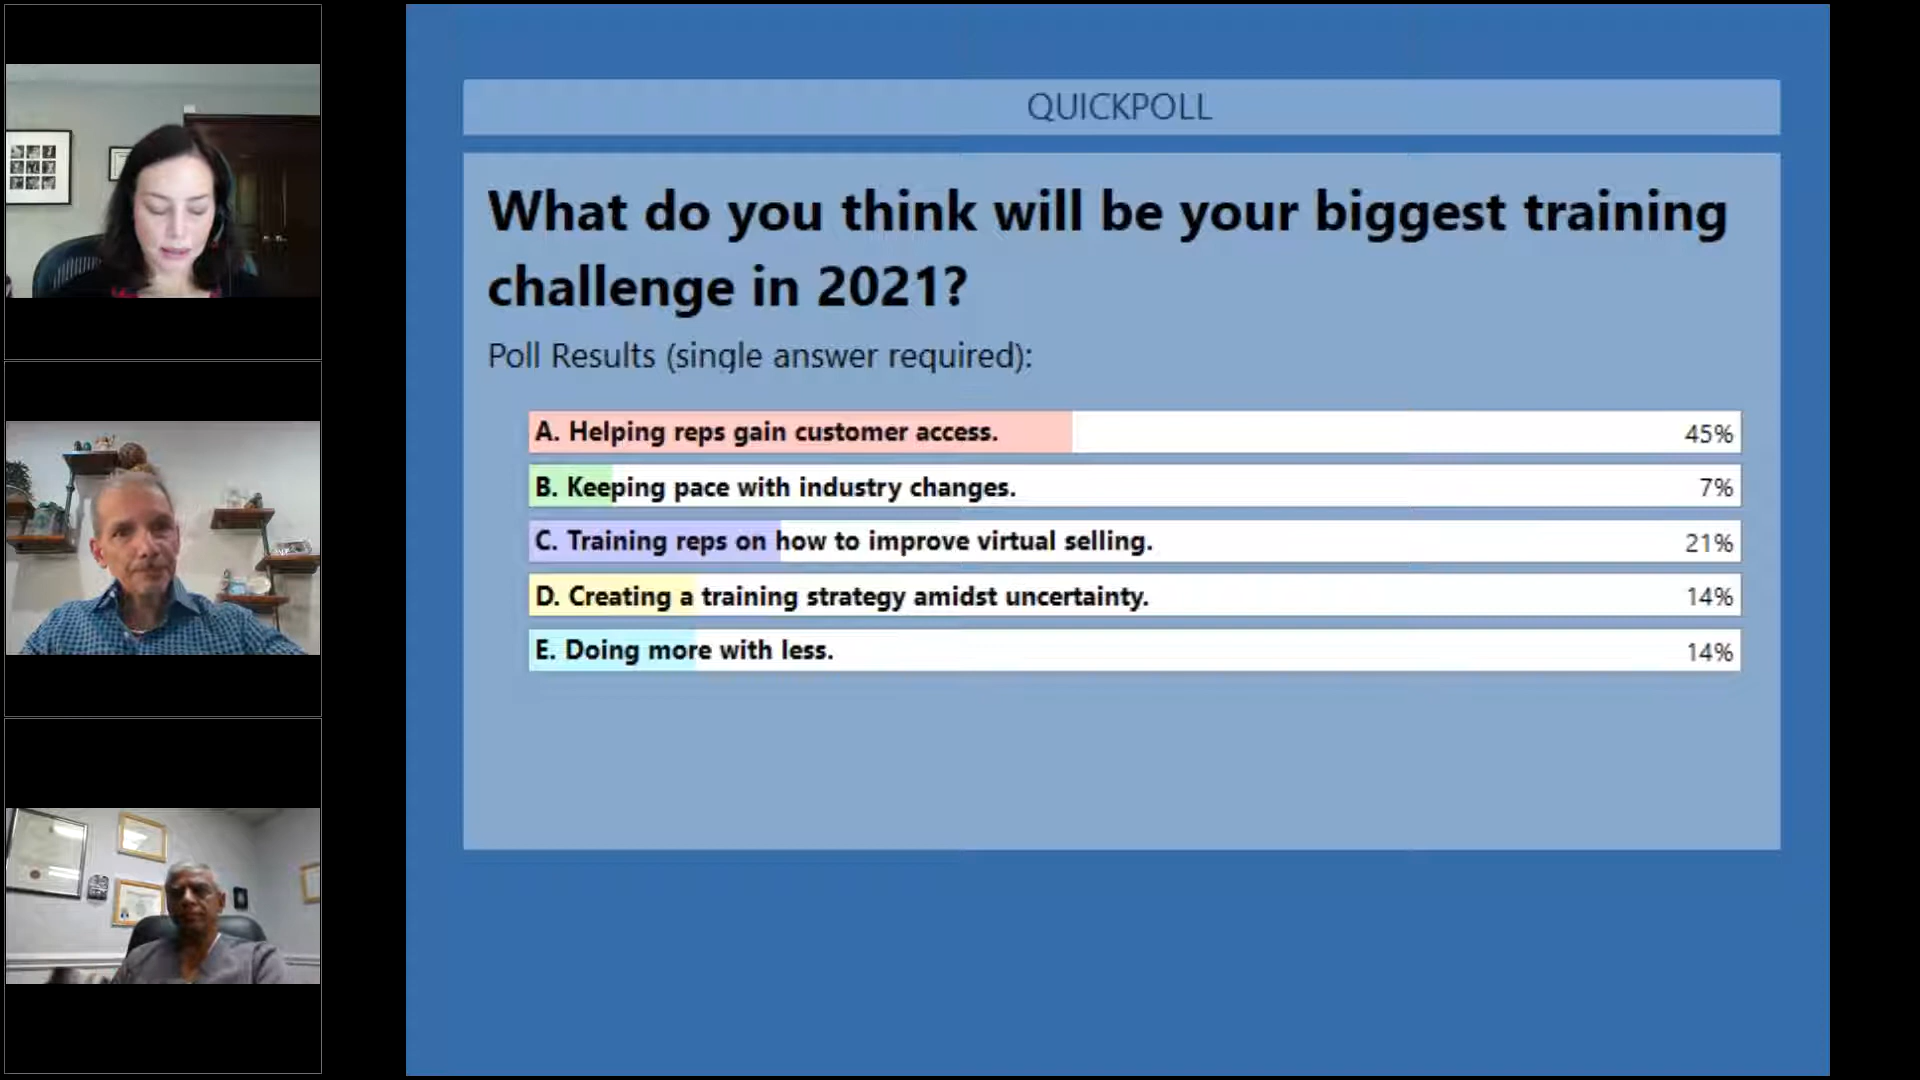 QUICKPOLL
What do you think will be your biggest training
challenge in 2021?
Poll Results (single answer required):
A. Helping reps gain customer access. 45%
B. Keeping pace with industry changes. 7%
C. Training reps on how to improve virtual selling. 21%
D. Creating a training strategy amidst uncertainty. 14%
E. Doing more with less. 14%